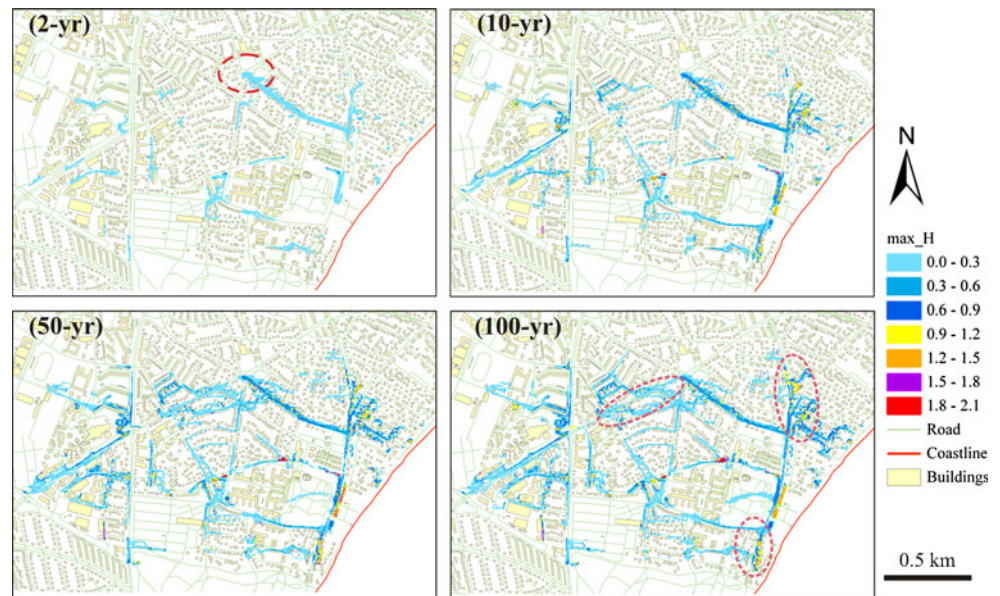 (2-yr)
(10-yr)
(50-yr)
(100-yr)
N
max_H
0.0 - 0.3
0.3 - 0.6
0.6 - 0.9
0.9 - 1.2
1.2 - 1.5
1.5 - 1.8
1.8 - 2.1
Road
Coastline
Buildings
0.5 km